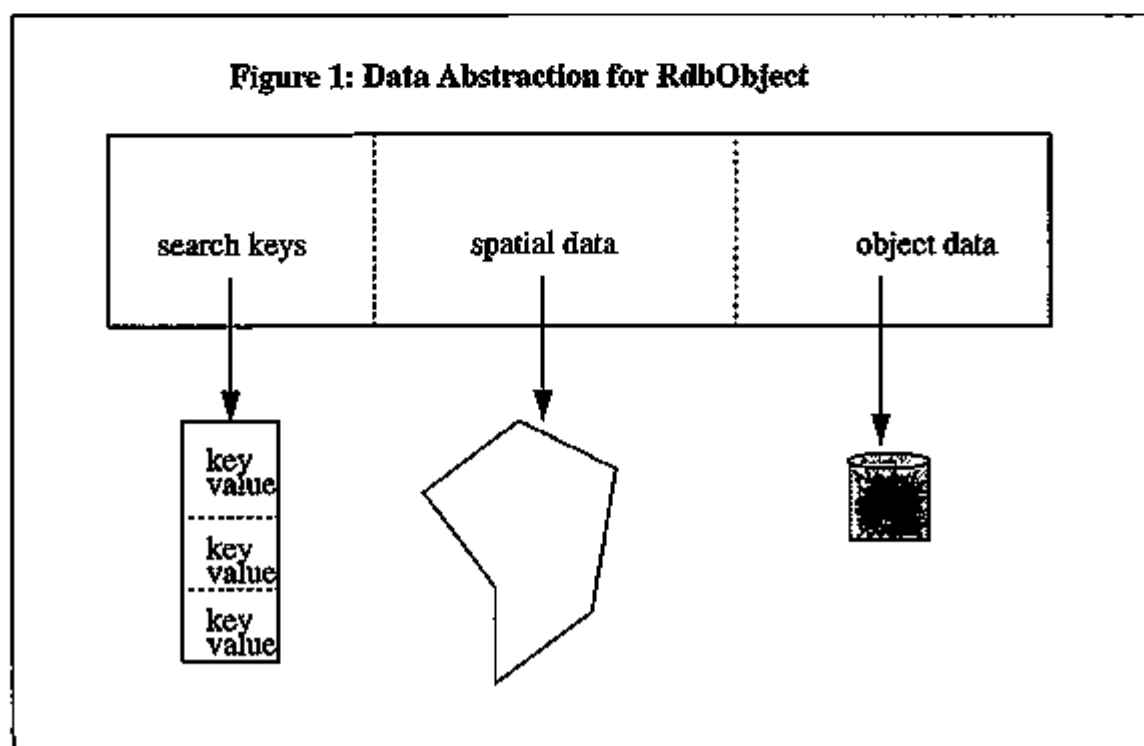 Figure 1: Data Abstraction for RdbObject
search keys
spatial data
object data
key
value
key
value
key
value